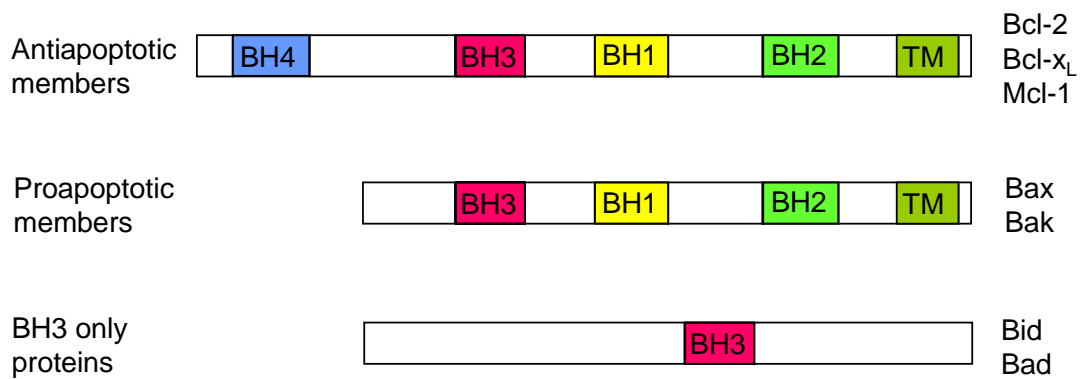 Antiapoptotic
members
BH4 BH3 BH1 BH2 TM
Bcl-2
Bcl-x_L
Mcl-1
Proapoptotic
members
BH3 BH1 BH2 TM
Bax
Bak
BH3 only
proteins
BH3
Bid
Bad